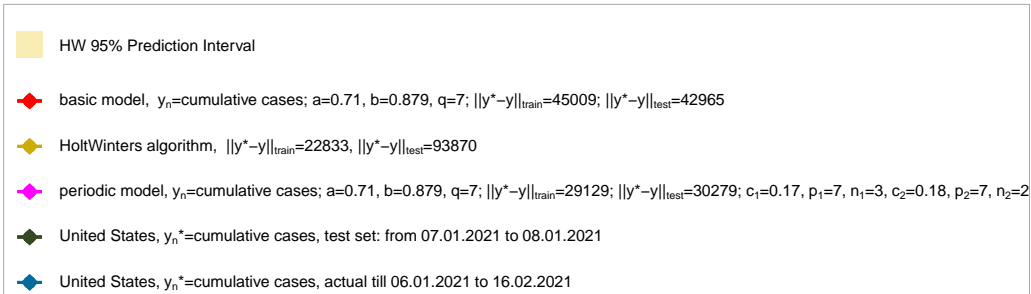 HW 95% Prediction Interval
basic model, yₙ=cumulative cases; a=0.71, b=0.879, q=7; ||y*−y||train=45009; ||y*−y||test=42965
HoltWinters algorithm, ||y*−y||train=22833, ||y*−y||test=93870
periodic model, yₙ=cumulative cases; a=0.71, b=0.879, q=7; ||y*−y||train=29129; ||y*−y||test=30279; c₁=0.17, p₁=7, n₁=3, c₂=0.18, p₂=7, n₂=2
United States, yₙ*=cumulative cases, test set: from 07.01.2021 to 08.01.2021
United States, yₙ*=cumulative cases, actual till 06.01.2021 to 16.02.2021